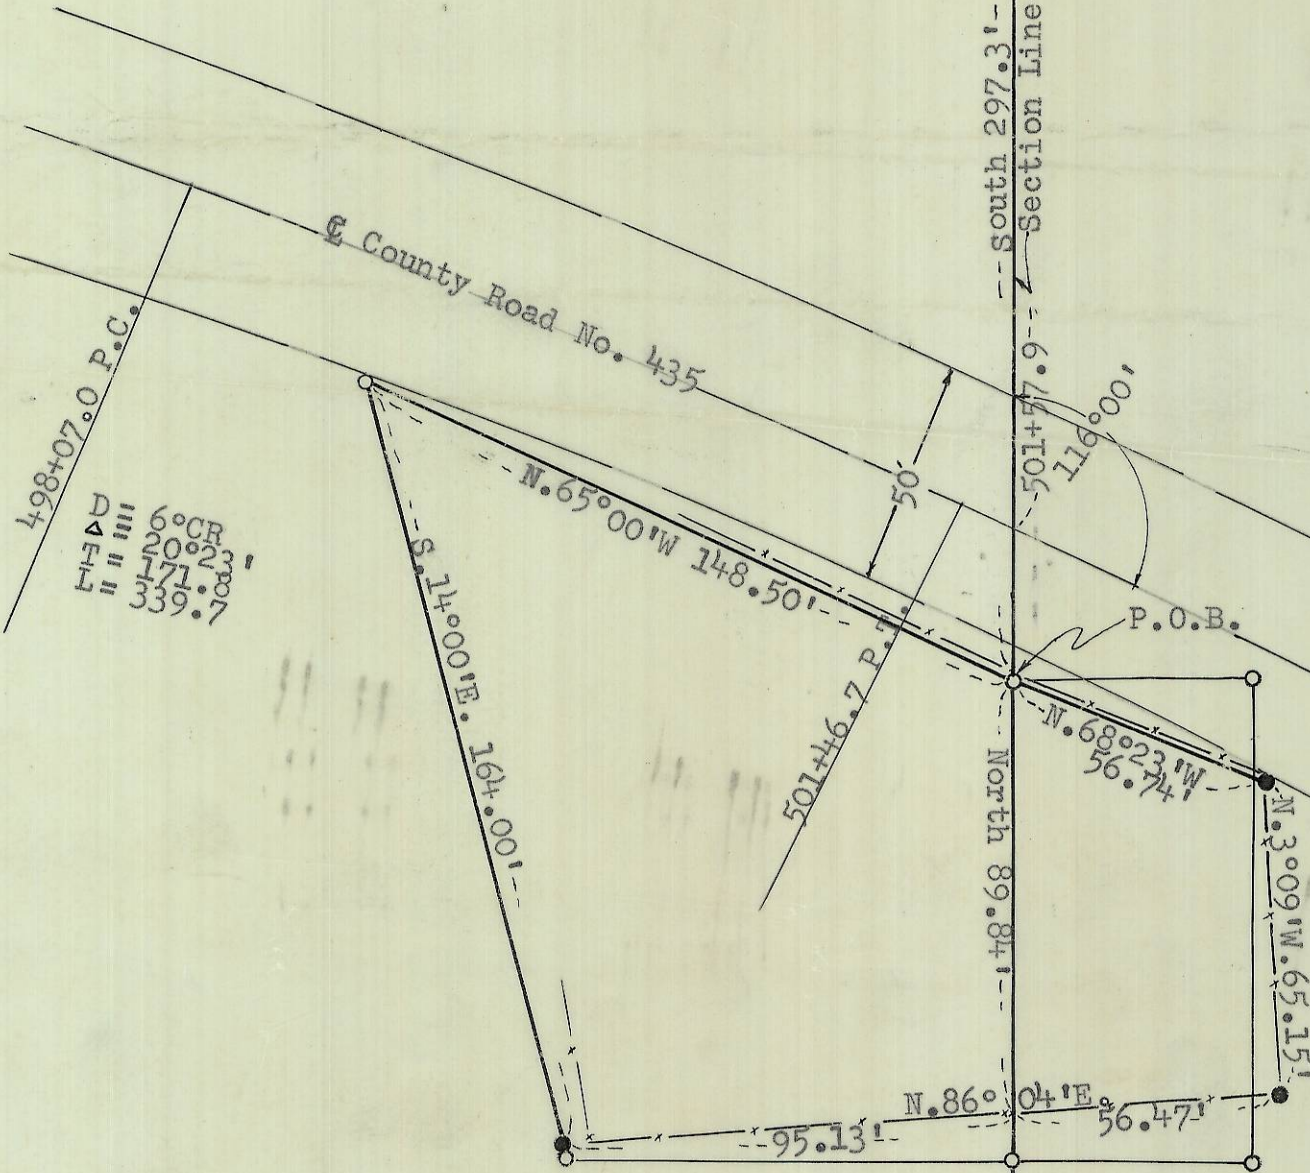 South 297.3'
Section Line
℄ County Road No. 435
498+07.0 P.C.
D = 6°CR
Δ = 20°23'
T = 171.8
L = 339.7
50'
501+57.9
116°00'
N.65°00'W 148.50'
S.14°00'E. 164.00'
501+46.7 P.T.
P.O.B.
N.68°23'W
56.74'
North 89.84'
N.3°09'W.65.15'
N.86°04'E.
95.13'
56.47'